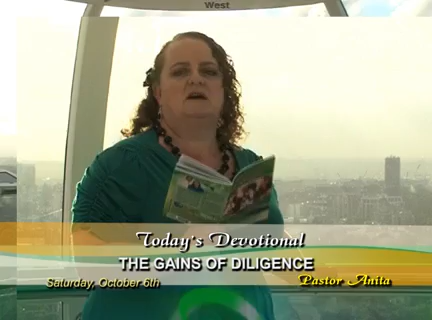 West
Today's Devotional
THE GAINS OF DILIGENCE
Saturday, October 6th
Pastor Anita